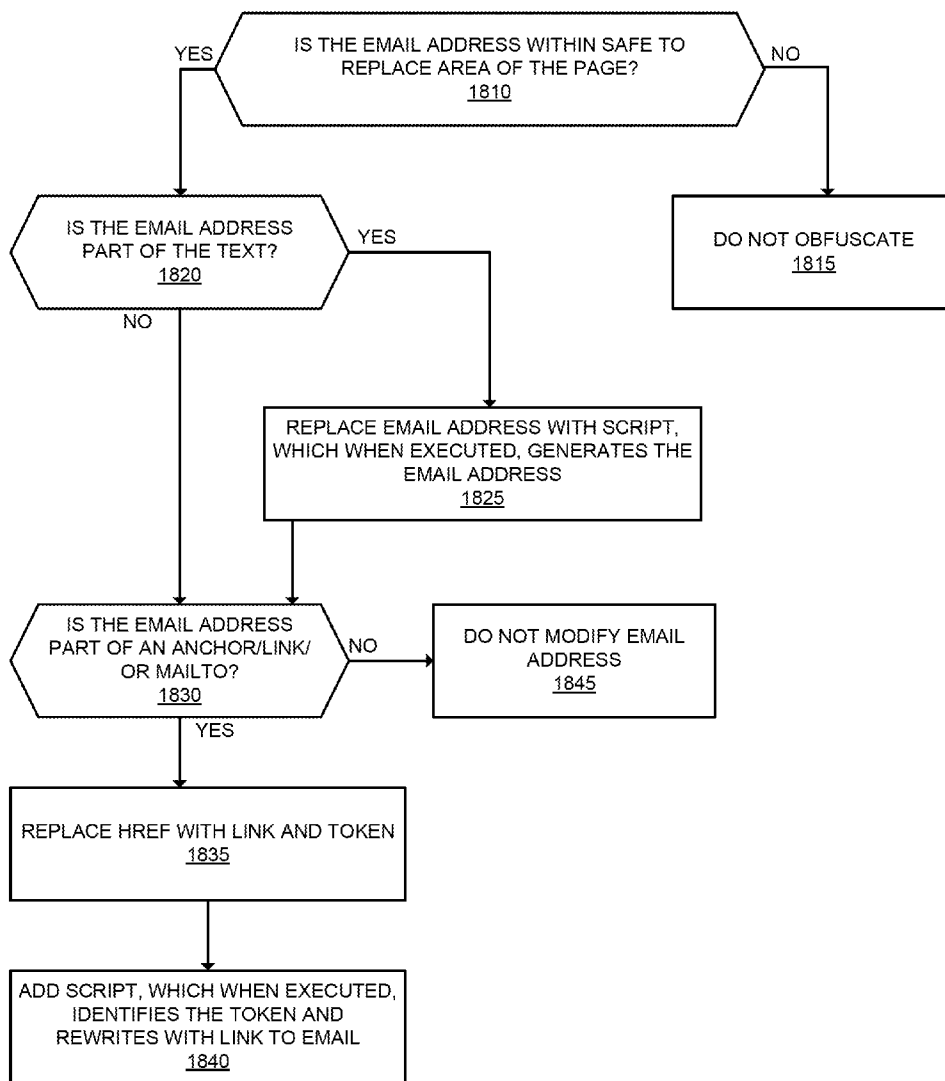 IS THE EMAIL ADDRESS WITHIN SAFE TO
REPLACE AREA OF THE PAGE?
1810
YES
NO
IS THE EMAIL ADDRESS
PART OF THE TEXT?
1820
YES
NO
DO NOT OBFUSCATE
1815
REPLACE EMAIL ADDRESS WITH SCRIPT,
WHICH WHEN EXECUTED, GENERATES THE
EMAIL ADDRESS
1825
IS THE EMAIL ADDRESS
PART OF AN ANCHOR/LINK/
OR MAILTO?
1830
NO
YES
DO NOT MODIFY EMAIL
ADDRESS
1845
REPLACE HREF WITH LINK AND TOKEN
1835
ADD SCRIPT, WHICH WHEN EXECUTED,
IDENTIFIES THE TOKEN AND
REWRITES WITH LINK TO EMAIL
1840